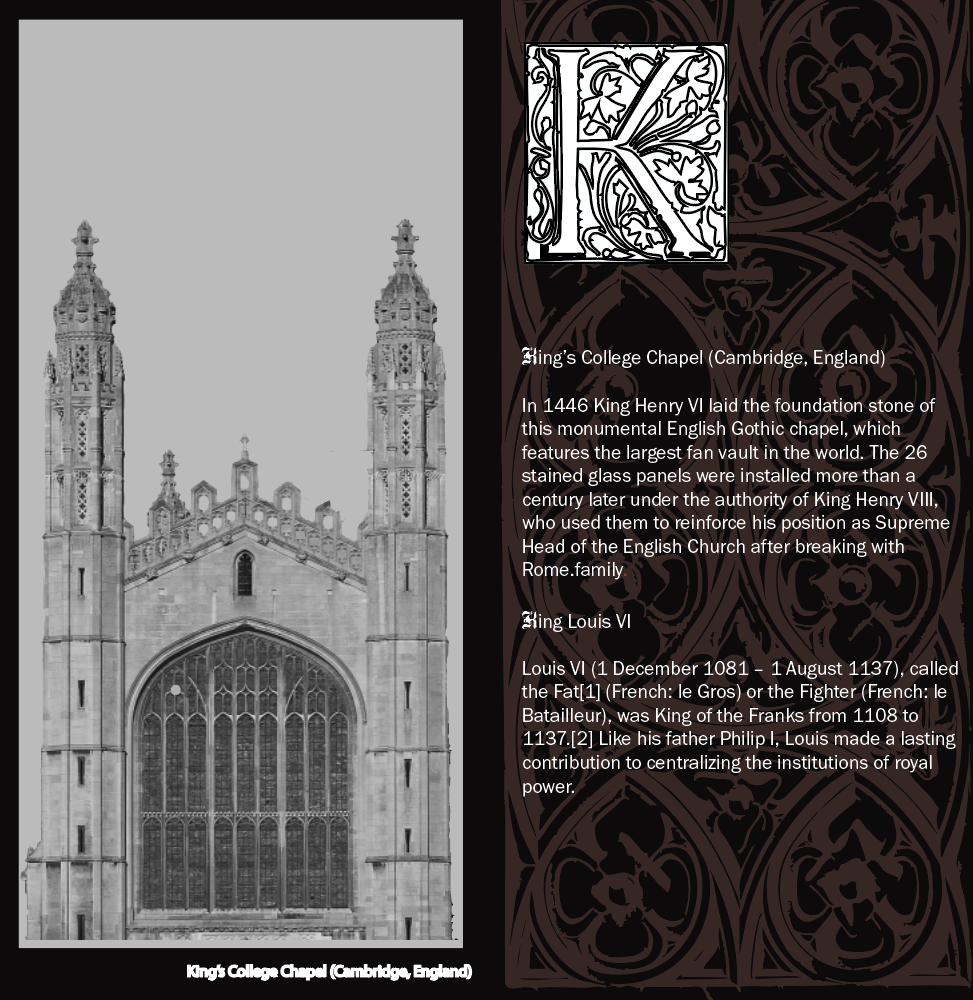 K
King’s College Chapel (Cambridge, England)
In 1446 King Henry VI laid the foundation stone of
this monumental English Gothic chapel, which
features the largest fan vault in the world. The 26
stained glass panels were installed more than a
century later under the authority of King Henry VIII,
who used them to reinforce his position as Supreme
Head of the English Church after breaking with
Rome.family.
King Louis VI
Louis VI (1 December 1081 – 1 August 1137), called
the Fat[1] (French: le Gros) or the Fighter (French: le
Batailleur), was King of the Franks from 1108 to
1137.[2] Like his father Philip I, Louis made a lasting
contribution to centralizing the institutions of royal
power.
King's College Chapel (Cambridge, England)